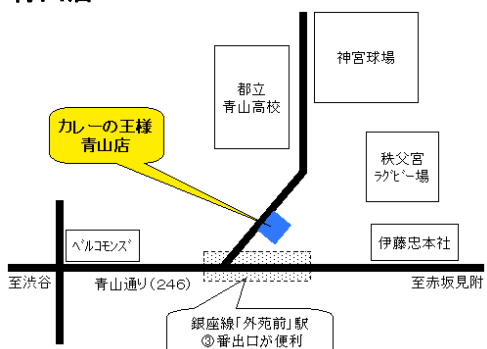 神宮球場
都立
青山高校
カレーの王様
青山店
秩父宮
ラグビー場
ベルコモンズ
伊藤忠本社
至渋谷
青山通り(246)
至赤坂見附
銀座線「外苑前」駅
③番出口が便利